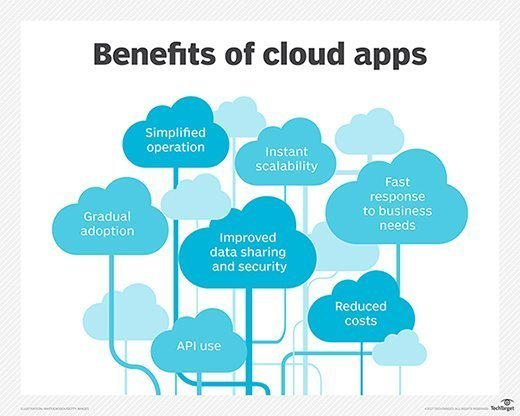 Benefits of cloud apps
Simplified
operation
Instant
scalability
Fast
response
to business
needs
Gradual
adoption
Improved
data sharing
and security
Reduced
costs
API use
TechTarget